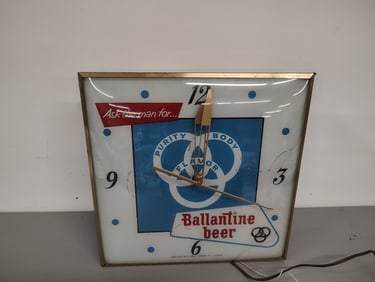 12
Ask the man for...
PURITY BODY
FLAVOR
9
3
Ballantine
beer
6